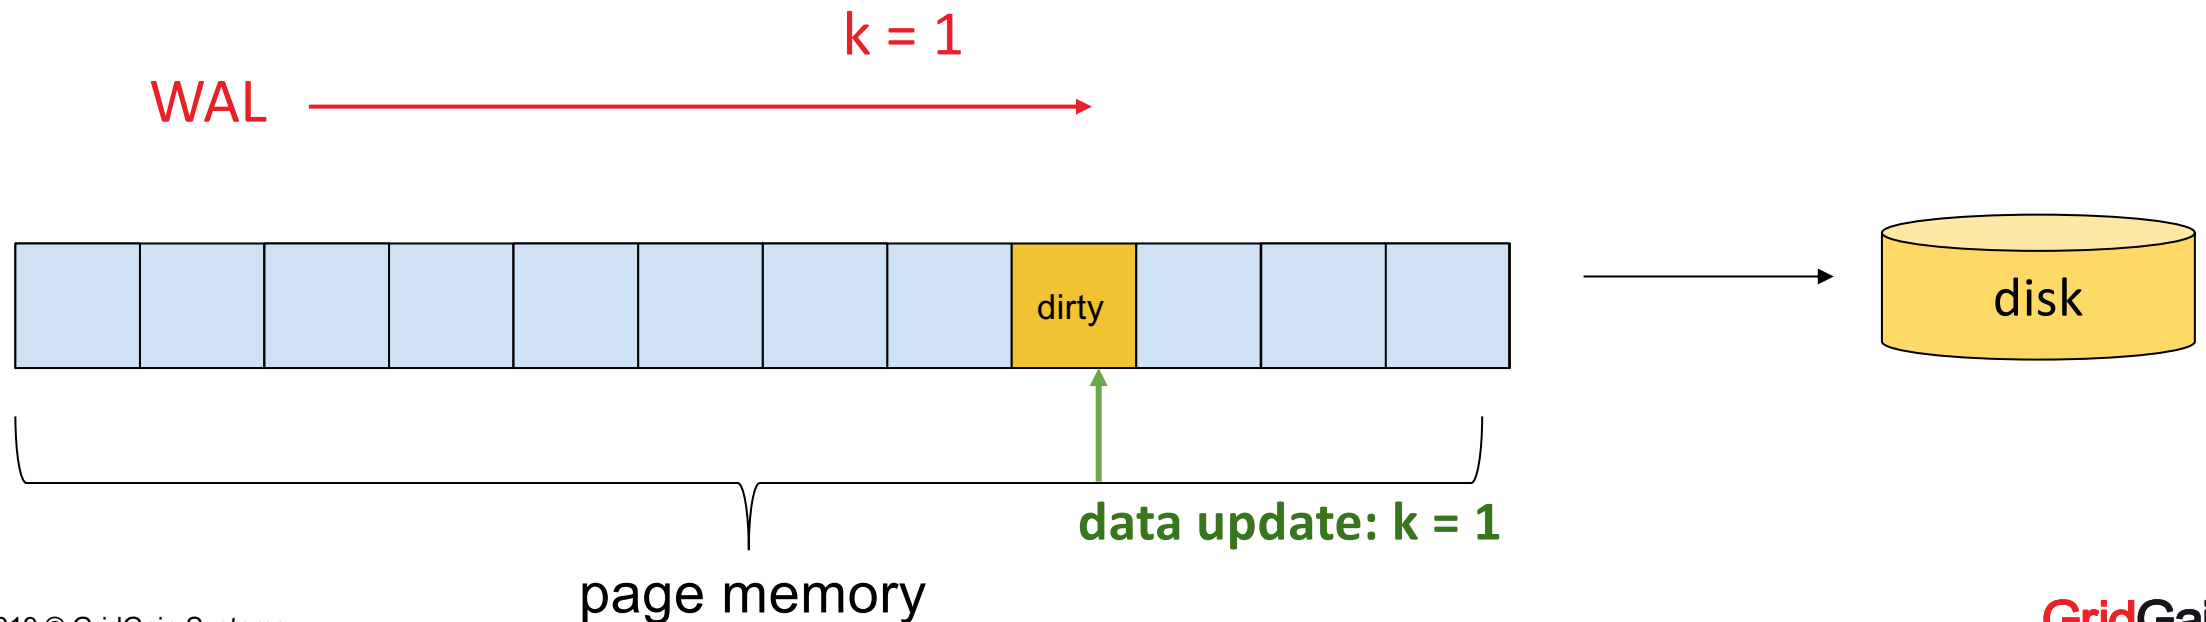 k = 1
WAL
dirty
disk
data update: k = 1
page memory